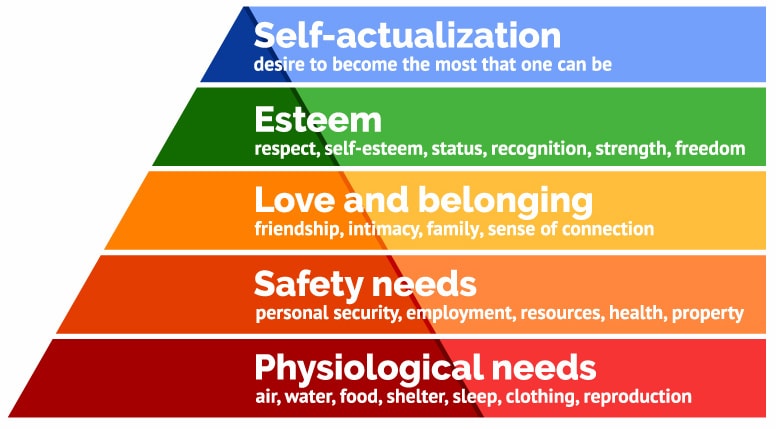 Self-actualization
desire to become the most that one can be
Esteem
respect, self-esteem, status, recognition, strength, freedom
Love and belonging
friendship, intimacy, family, sense of connection
Safety needs
personal security, employment, resources, health, property
Physiological needs
air, water, food, shelter, sleep, clothing, reproduction